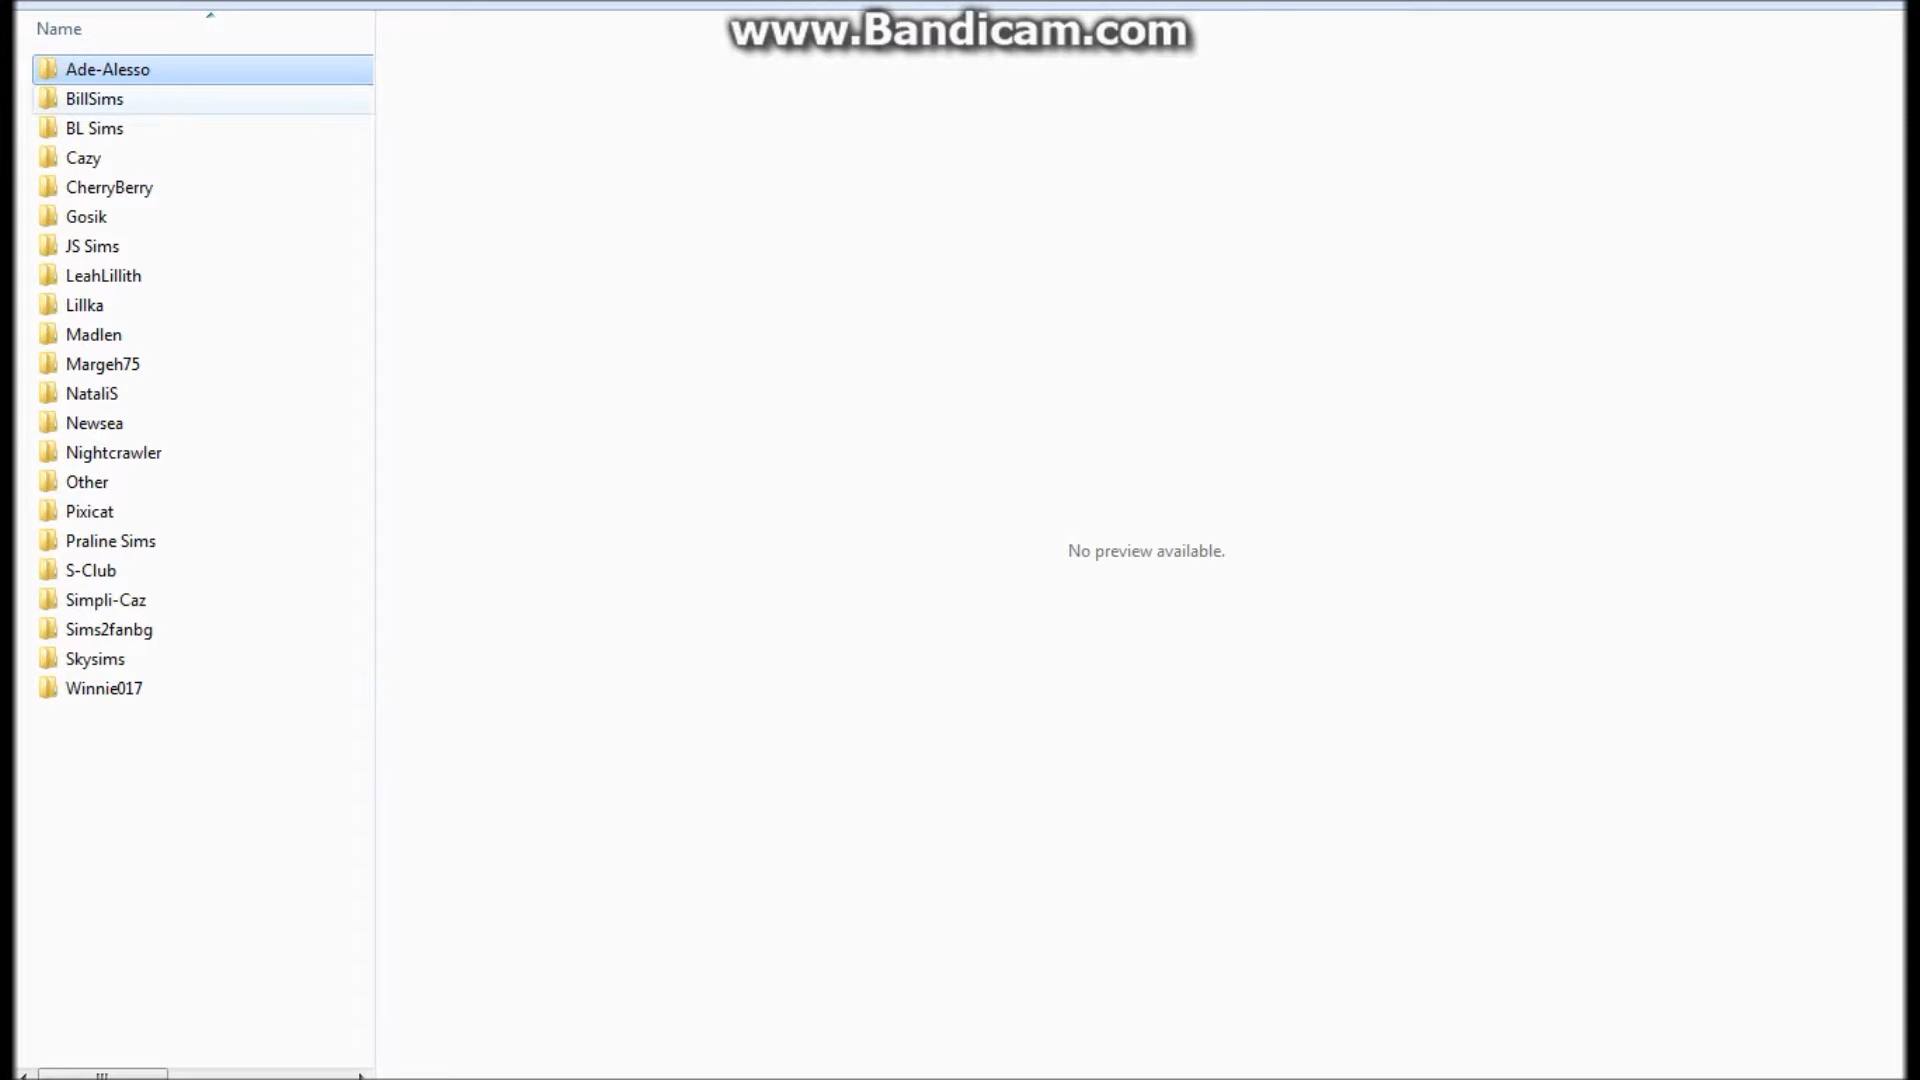 www.Bandicam.com
Name
Ade-Alesso
BillSims
BL Sims
Cazy
CherryBerry
Gosik
JS Sims
LeahLillith
Lillka
Madlen
Margeh75
NataliS
Newsea
Nightcrawler
Other
Pixicat
Praline Sims
S-Club
Simpli-Caz
Sims2fanbg
Skysims
Winnie017
No preview available.